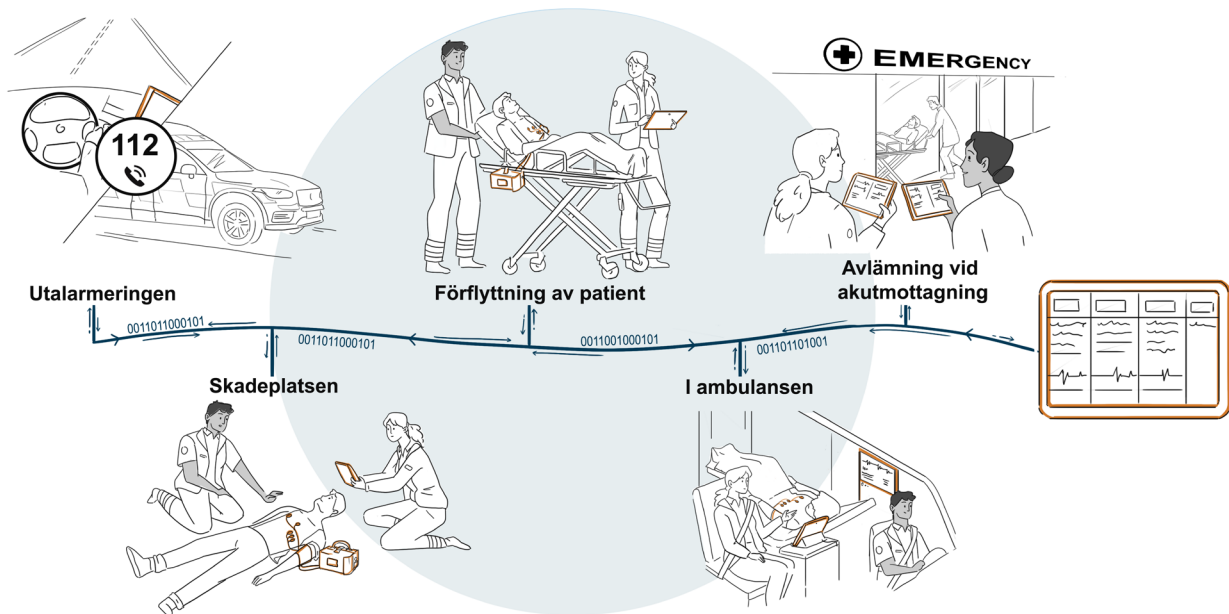 EMERGENCY
112
Utalarmeringen
Förflyttning av patient
Avlämning vid
akutmottagning
0011011000101
0011011000101
0011001000101
001101101001
Skadeplatsen
I ambulansen